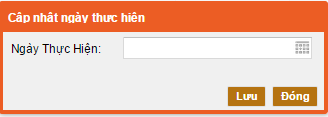 Cập nhật ngày thực hiện
Ngày Thực Hiện:
Lưu Đóng